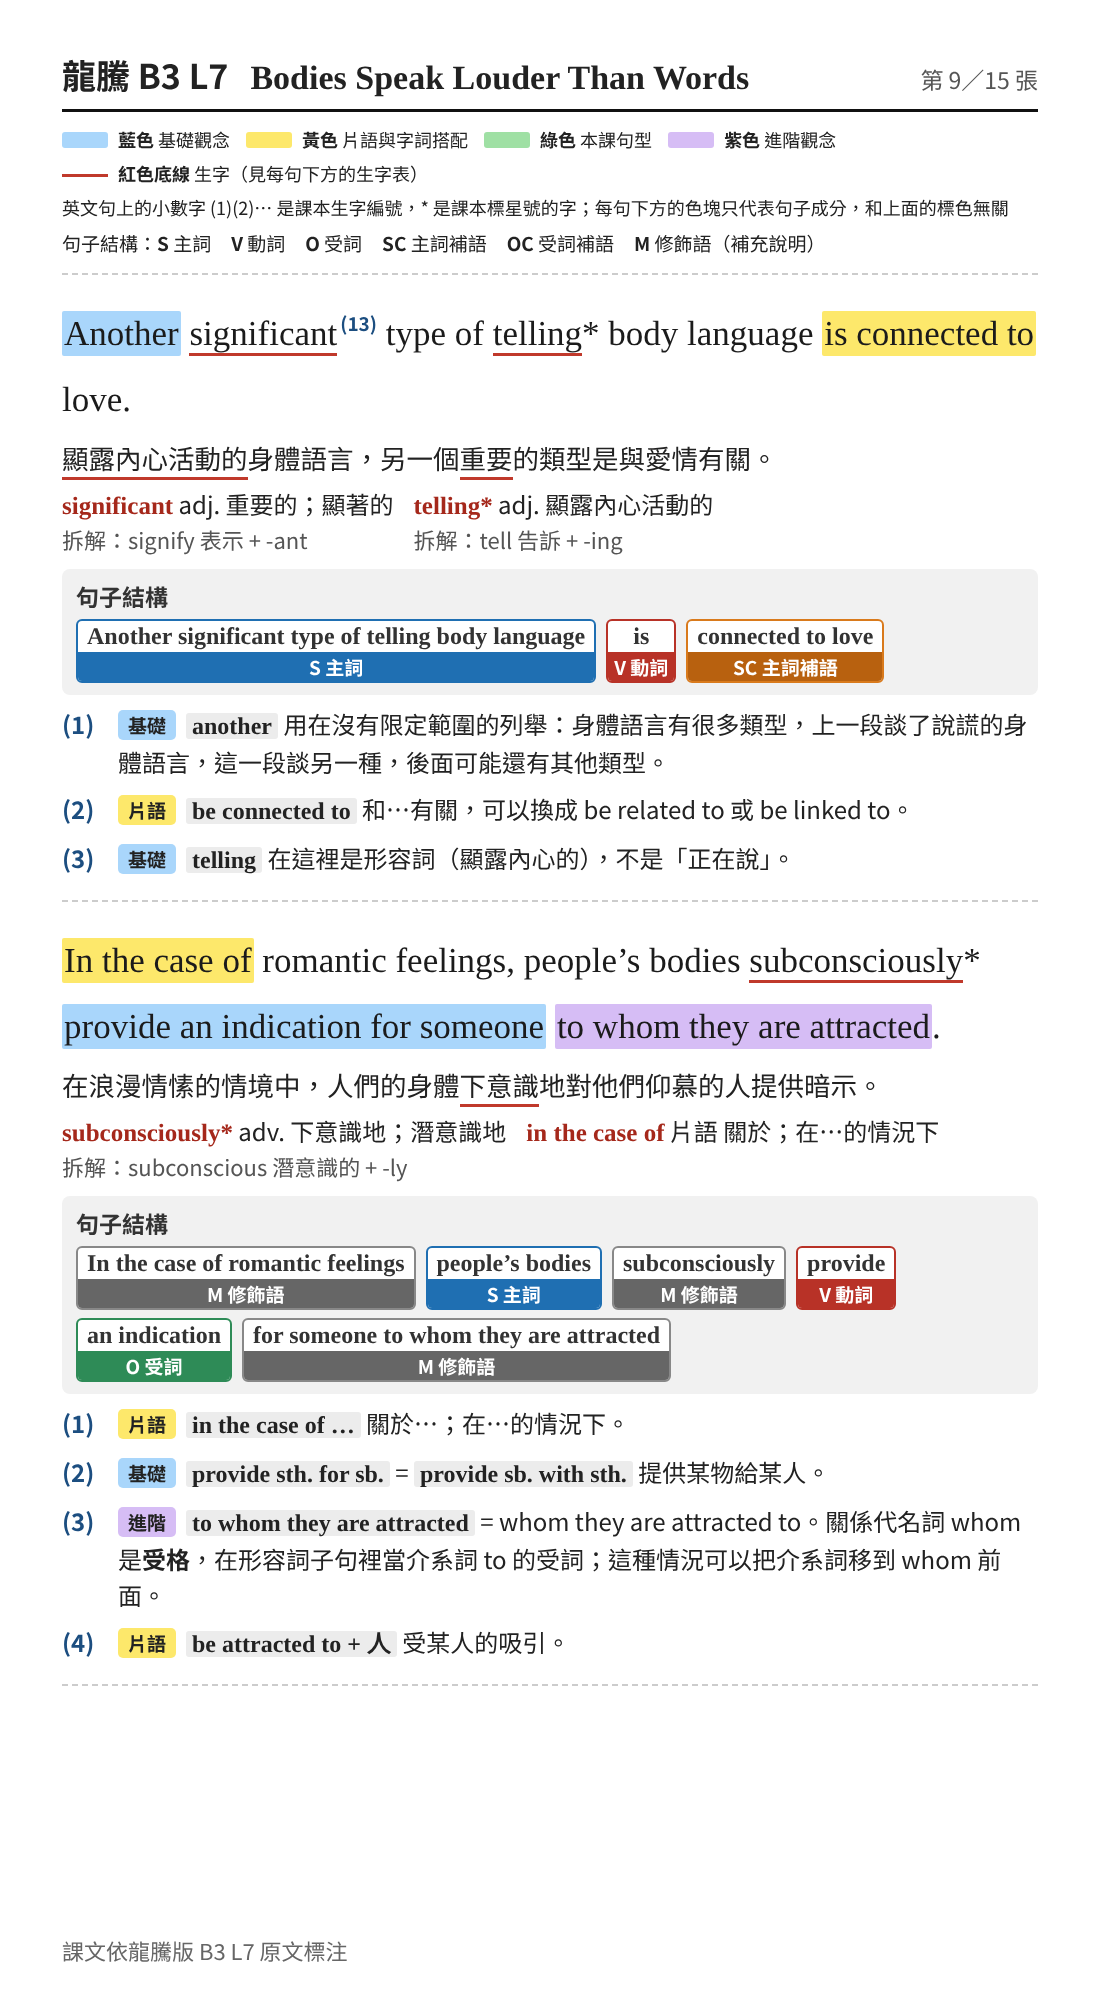 龍騰 B3 L7 Bodies Speak Louder Than Words 第 9／15 張
藍色 基礎觀念 黃色 片語與字詞搭配 綠色 本課句型 紫色 進階觀念
紅色底線 生字（見每句下方的生字表）
英文句上的小數字 (1)(2)… 是課本生字編號，* 是課本標星號的字；每句下方的色塊只代表句子成分，和上面的標色無關
句子結構：S 主詞 V 動詞 O 受詞 SC 主詞補語 OC 受詞補語 M 修飾語（補充說明）
Another significant(13) type of telling* body language is connected to
love.
顯露內心活動的身體語言，另一個重要的類型是與愛情有關。
significant adj. 重要的；顯著的 telling* adj. 顯露內心活動的
拆解：signify 表示 + -ant 拆解：tell 告訴 + -ing
句子結構
Another significant type of telling body language is connected to love
S 主詞 V 動詞 SC 主詞補語
(1) 基礎 another 用在沒有限定範圍的列舉：身體語言有很多類型，上一段談了說謊的身
體語言，這一段談另一種，後面可能還有其他類型。
(2) 片語 be connected to 和…有關，可以換成 be related to 或 be linked to。
(3) 基礎 telling 在這裡是形容詞（顯露內心的），不是「正在說」。
In the case of romantic feelings, people’s bodies subconsciously*
provide an indication for someone to whom they are attracted.
在浪漫情愫的情境中，人們的身體下意識地對他們仰慕的人提供暗示。
subconsciously* adv. 下意識地；潛意識地 in the case of 片語 關於；在…的情況下
拆解：subconscious 潛意識的 + -ly
句子結構
In the case of romantic feelings people’s bodies subconsciously provide
M 修飾語 S 主詞 M 修飾語 V 動詞
an indication for someone to whom they are attracted
O 受詞 M 修飾語
(1) 片語 in the case of … 關於…；在…的情況下。
(2) 基礎 provide sth. for sb. = provide sb. with sth. 提供某物給某人。
(3) 進階 to whom they are attracted = whom they are attracted to。關係代名詞 whom
是受格，在形容詞子句裡當介系詞 to 的受詞；這種情況可以把介系詞移到 whom 前
面。
(4) 片語 be attracted to + 人 受某人的吸引。
課文依龍騰版 B3 L7 原文標注